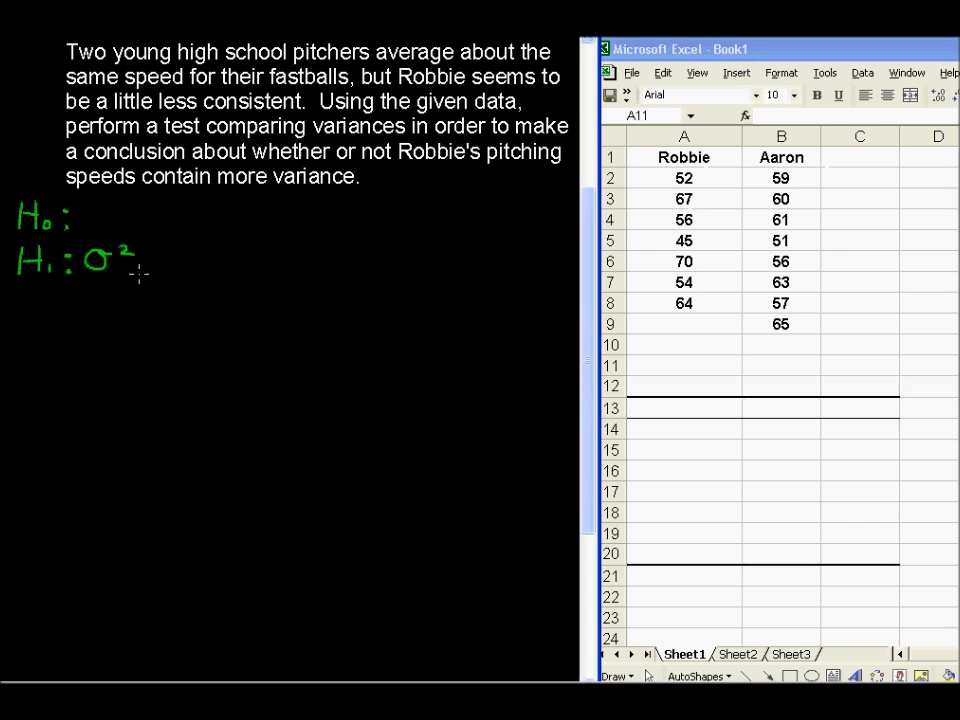 Two young high school pitchers average about the
same speed for their fastballs, but Robbie seems to
be a little less consistent. Using the given data,
perform a test comparing variances in order to make
a conclusion about whether or not Robbie's pitching
speeds contain more variance.
H₀ :
H₁ : σ²
Microsoft Excel - Book1
File Edit View Insert Format Tools Data Window Help
Arial 10 B U
A11 fx
A B C D
1 Robbie Aaron
2 52 59
3 67 60
4 56 61
5 45 51
6 70 56
7 54 63
8 64 57
9 65
10
11
12
13
14
15
16
17
18
19
20
21
22
23
24
Sheet1 Sheet2 Sheet3
Draw AutoShapes